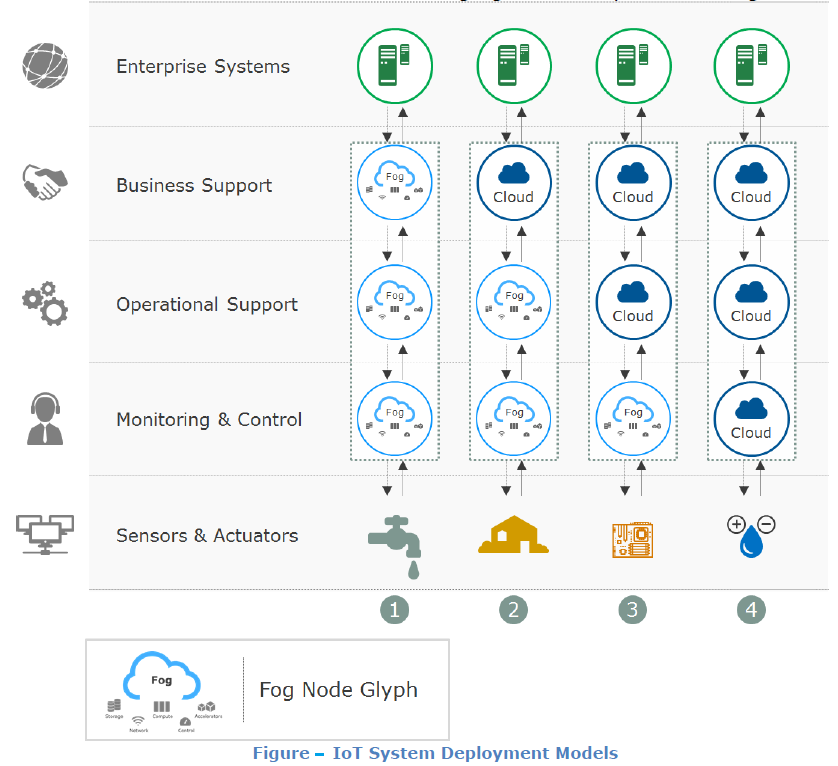 Enterprise Systems
Business Support
Fog
Cloud
Cloud
Cloud
Operational Support
Fog
Fog
Cloud
Cloud
Monitoring & Control
Fog
Fog
Fog
Cloud
Sensors & Actuators
1
2
3
4
Fog
Storage
Compute
Accelerators
Network
Control
Fog Node Glyph
Figure – IoT System Deployment Models